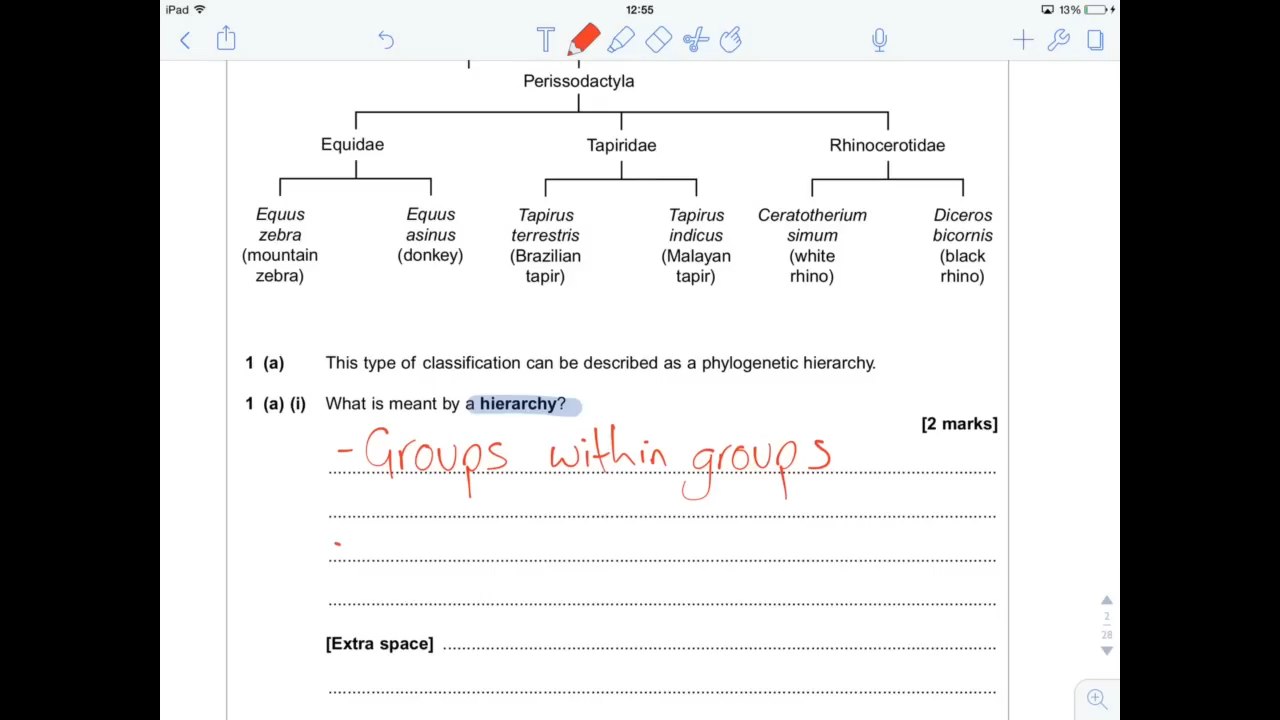 iPad 12:55 13%
Perissodactyla
Equidae Tapiridae Rhinocerotidae
Equus Equus Tapirus Tapirus Ceratotherium Diceros
zebra asinus terrestris indicus simum bicornis
(mountain (donkey) (Brazilian (Malayan (white (black
zebra) tapir) tapir) rhino) rhino)
1 (a) This type of classification can be described as a phylogenetic hierarchy.
1 (a) (i) What is meant by a hierarchy?
[2 marks]
- Groups within groups
[Extra space]
2
28